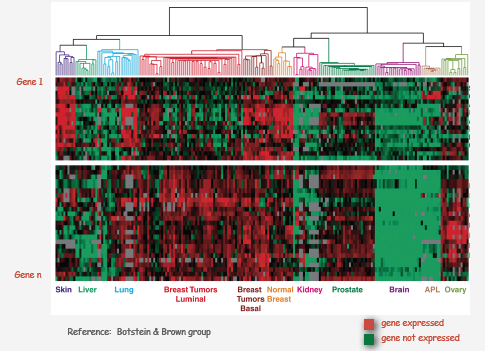 Gene 1
Gene n
Skin Liver Lung Breast Tumors Luminal Breast Tumors Basal Normal Breast Kidney Prostate Brain APL Ovary
Reference: Botstein & Brown group
gene expressed
gene not expressed